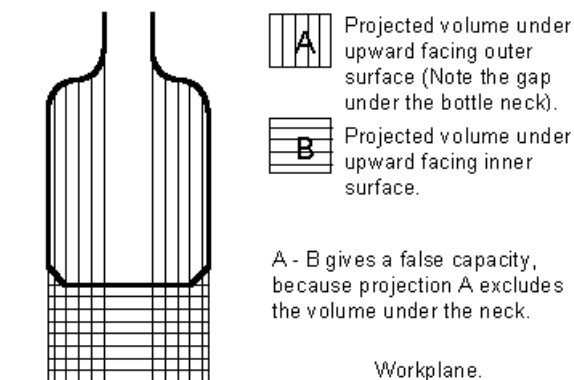 A
Projected volume under
upward facing outer
surface (Note the gap
under the bottle neck).
B
Projected volume under
upward facing inner
surface.
A - B gives a false capacity,
because projection A excludes
the volume under the neck.
Workplane.